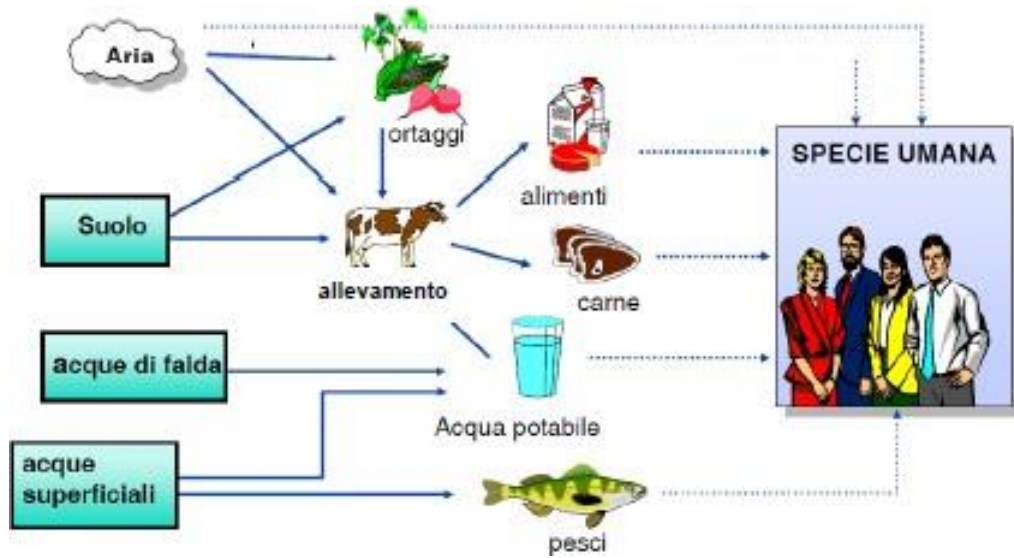 Aria
ortaggi
SPECIE UMANA
alimenti
Suolo
allevamento
carne
acque di falda
Acqua potabile
acque
superficiali
pesci